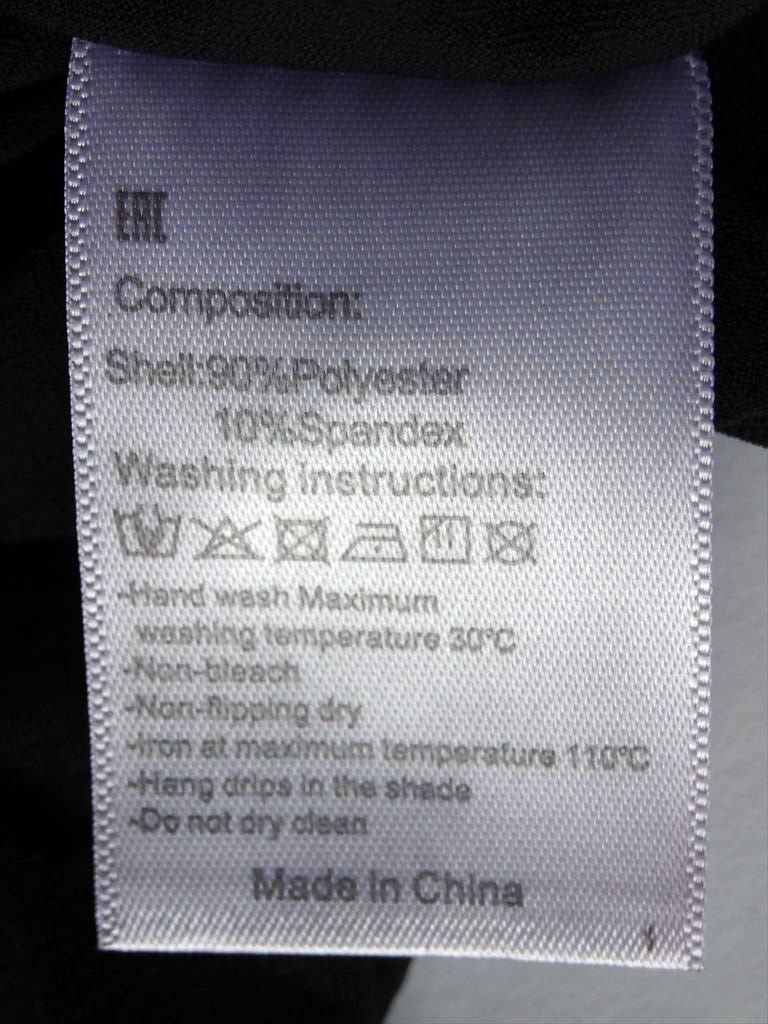 EAC
Composition:
Shell:90%Polyester
10%Spandex
Washing instructions:
-Hand wash Maximum
washing temperature 30°C
-Non-bleach
-Non-flipping dry
-Iron at maximum temperature 110°C
-Hang drips in the shade
-Do not dry clean
Made in China